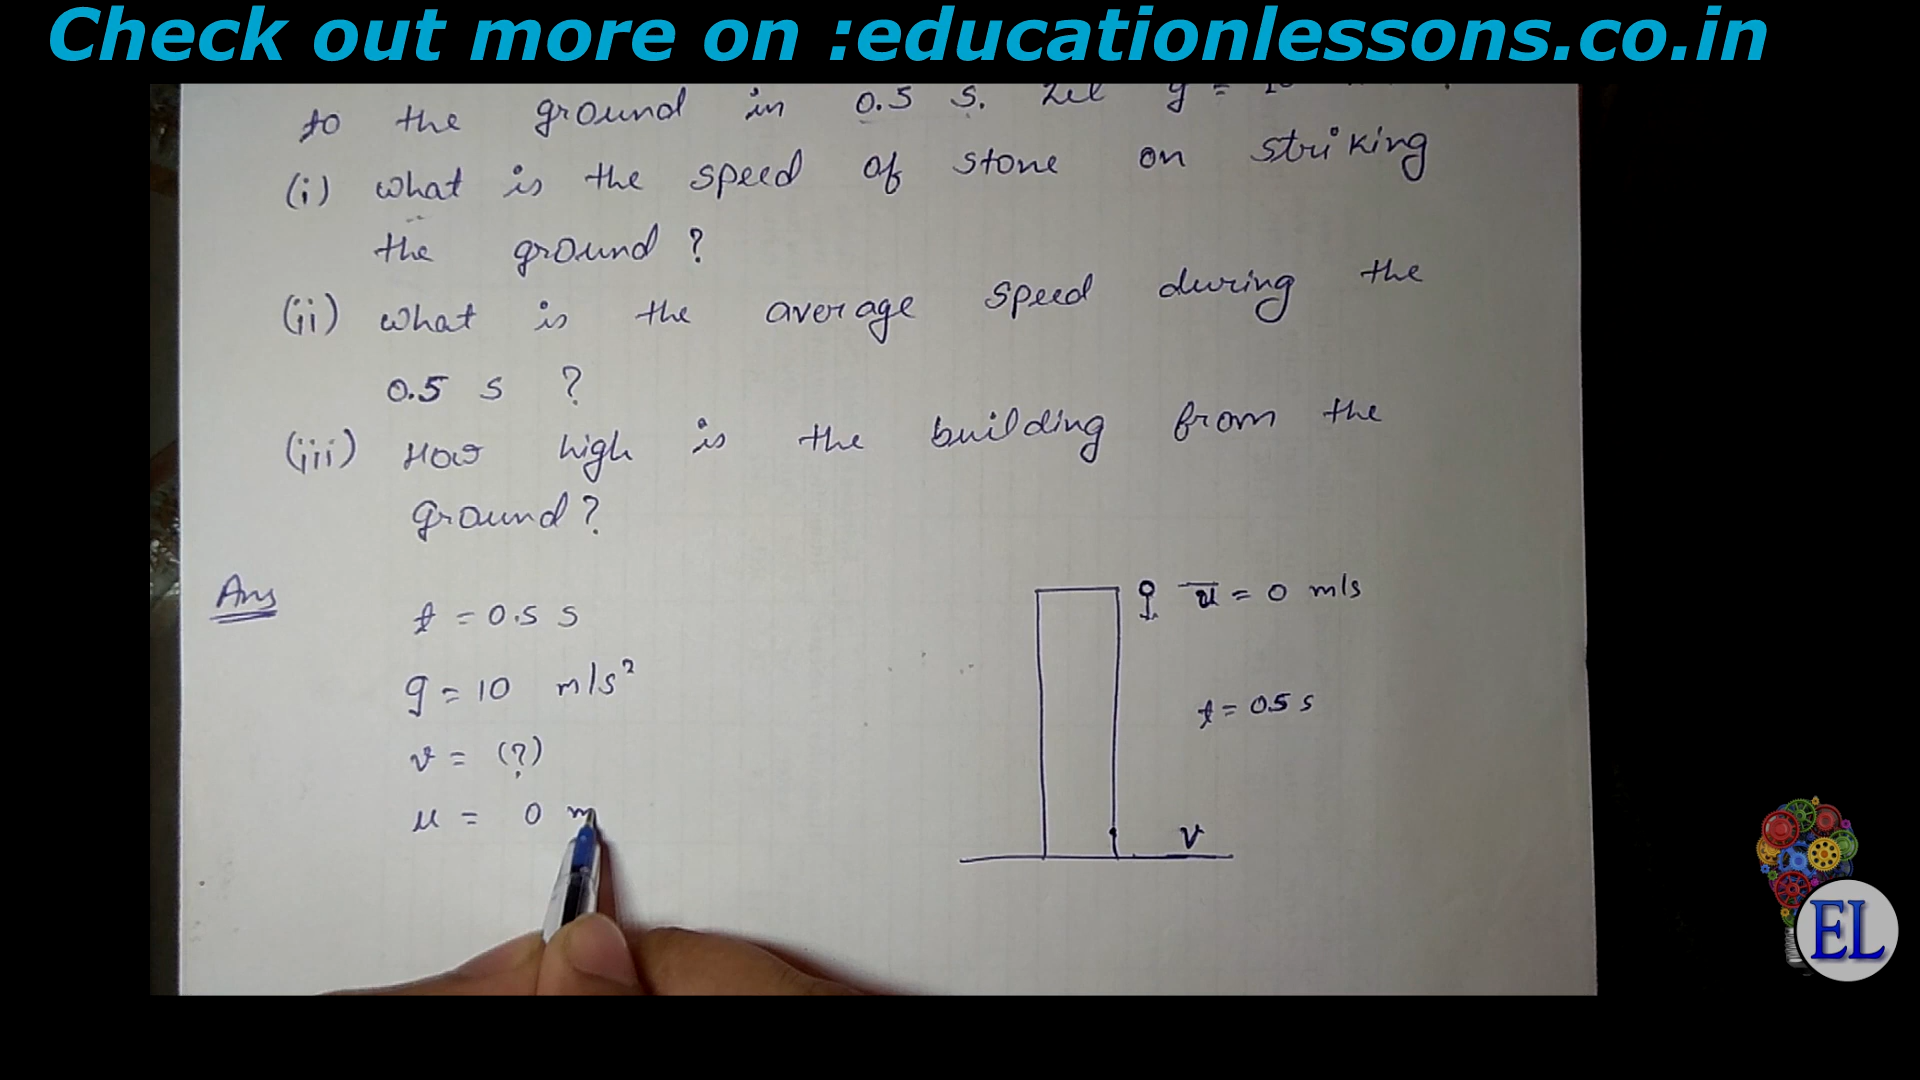 Check out more on :educationlessons.co.in
to the ground in 0.5 s. Let g = 10
(i) what is the speed of stone on striking
the ground?
(ii) what is the average speed during the
0.5 s ?
(iii) How high is the building from the
ground?
Ans
t = 0.5 s
g = 10 m/s²
v = (?)
u = 0 m
u = 0 m/s
t = 0.5 s
v
EL